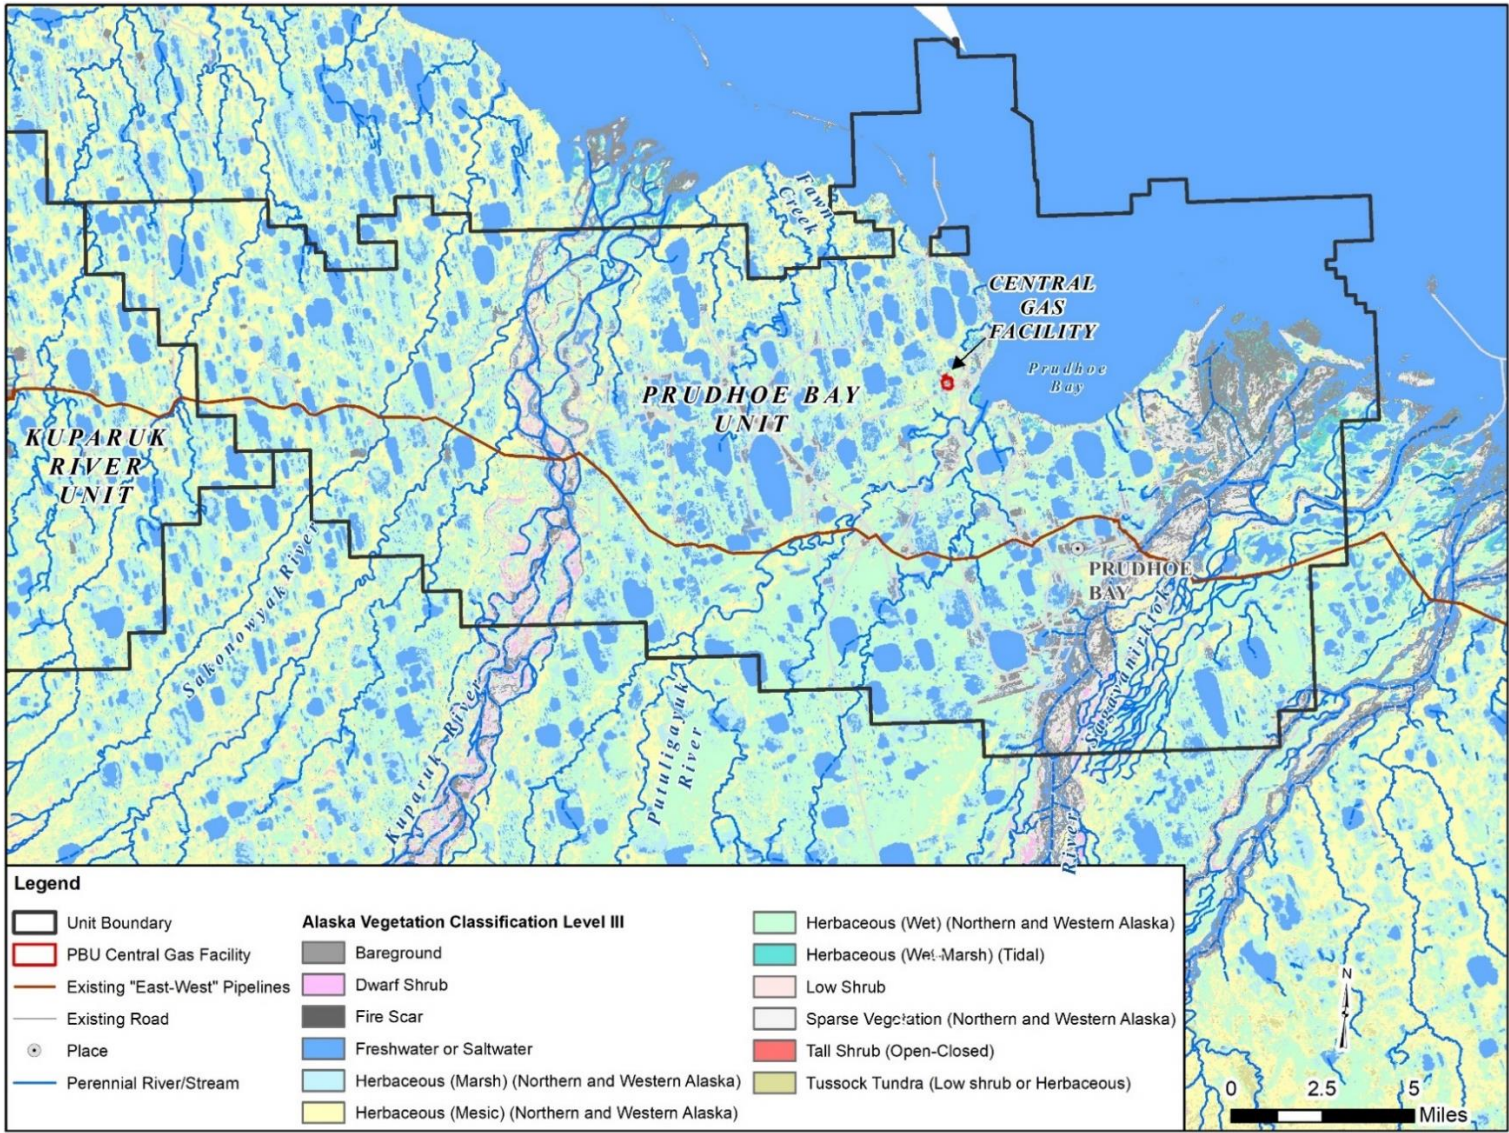 Fawn
Creek
CENTRAL
GAS
FACILITY
Prudhoe
Bay
PRUDHOE BAY
UNIT
KUPARUK
RIVER
UNIT
Sakonowyak River
PRUDHOE
BAY
Kuparuk River
Putuligayuk
River
Sagavanirktok
River
Legend
Unit Boundary
PBU Central Gas Facility
Existing "East-West" Pipelines
Existing Road
Place
Perennial River/Stream
Alaska Vegetation Classification Level III
Bareground
Dwarf Shrub
Fire Scar
Freshwater or Saltwater
Herbaceous (Marsh) (Northern and Western Alaska)
Herbaceous (Mesic) (Northern and Western Alaska)
Herbaceous (Wet) (Northern and Western Alaska)
Herbaceous (Wet-Marsh) (Tidal)
Low Shrub
Sparse Vegetation (Northern and Western Alaska)
Tall Shrub (Open-Closed)
Tussock Tundra (Low shrub or Herbaceous)
N
0 2.5 5
Miles